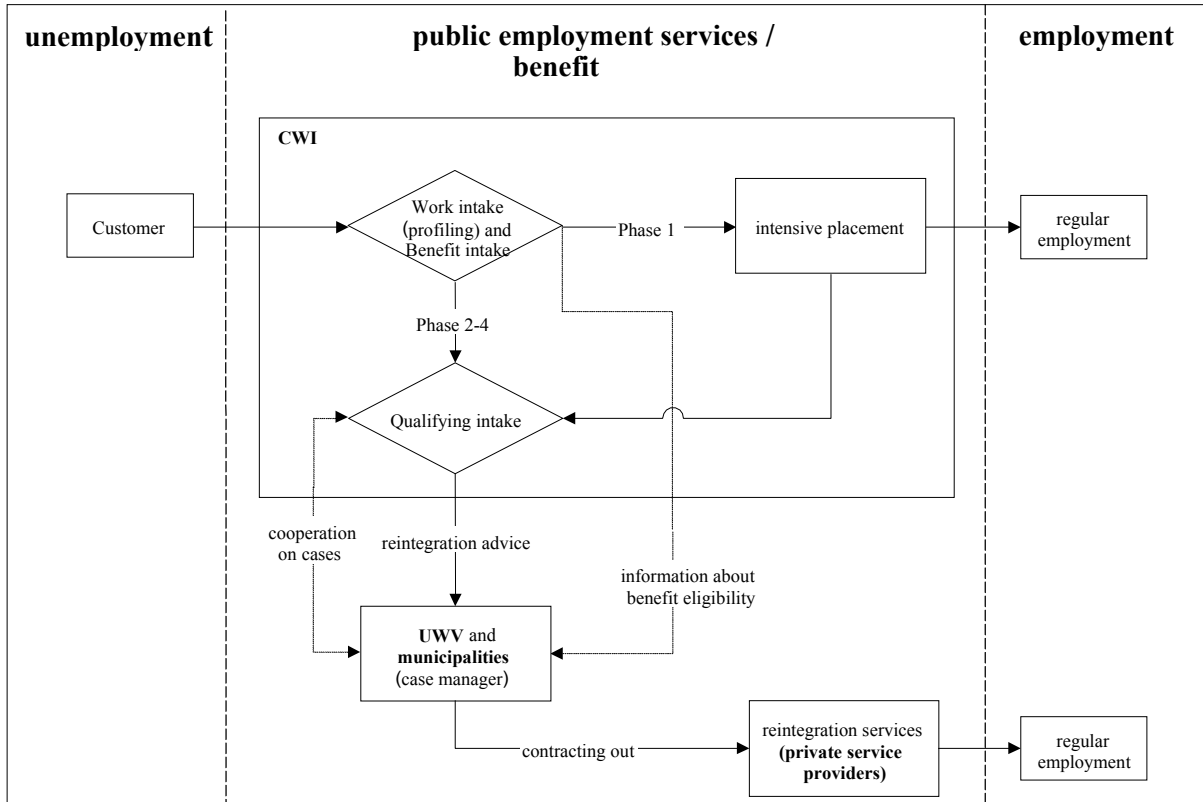 unemployment
public employment services /
benefit
employment
CWI
Customer
Work intake
(profiling) and
Benefit intake
Phase 1
intensive placement
regular
employment
Phase 2-4
Qualifying intake
cooperation
on cases
reintegration advice
information about
benefit eligibility
UWV and
municipalities
(case manager)
contracting out
reintegration services
(private service
providers)
regular
employment